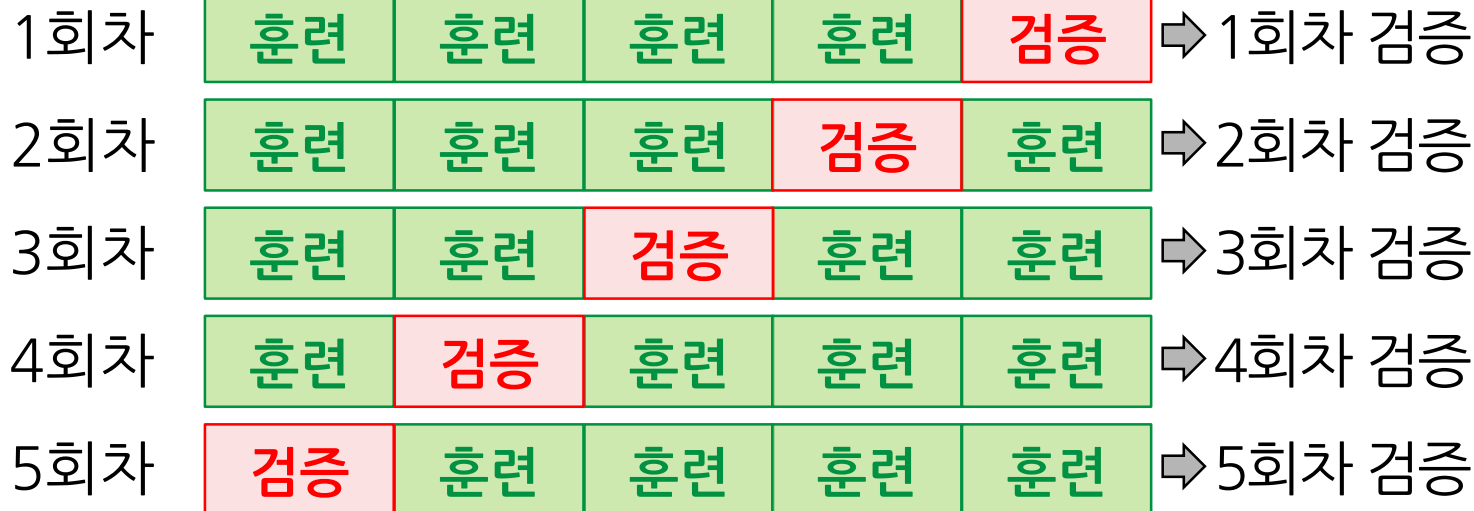 1회차 훈련 훈련 훈련 훈련 검증 1회차 검증
2회차 훈련 훈련 훈련 검증 훈련 2회차 검증
3회차 훈련 훈련 검증 훈련 훈련 3회차 검증
4회차 훈련 검증 훈련 훈련 훈련 4회차 검증
5회차 검증 훈련 훈련 훈련 훈련 5회차 검증